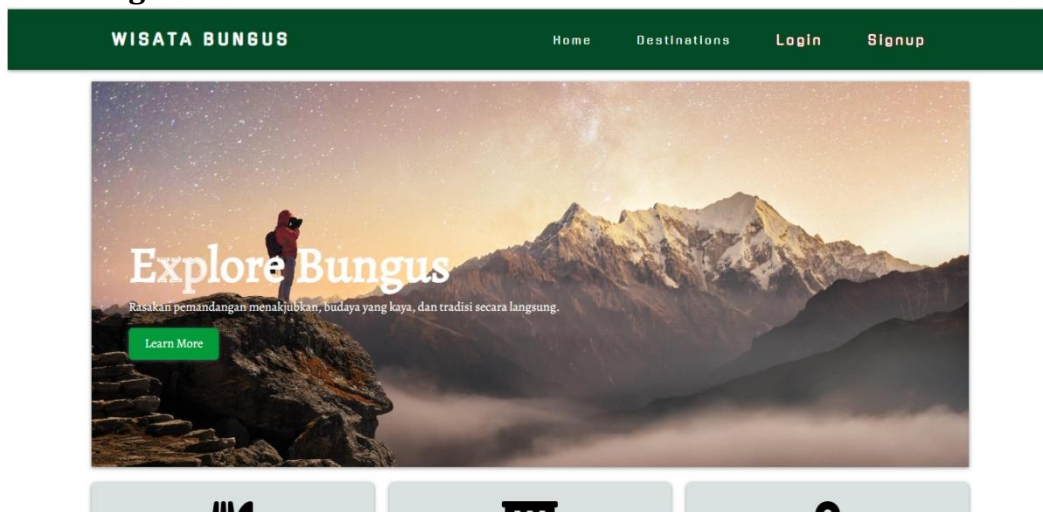 WISATA BUNGUS
Home Destinations Login Signup
Explore Bungus
Rasakan pemandangan menakjubkan, budaya yang kaya, dan tradisi secara langsung.
Learn More